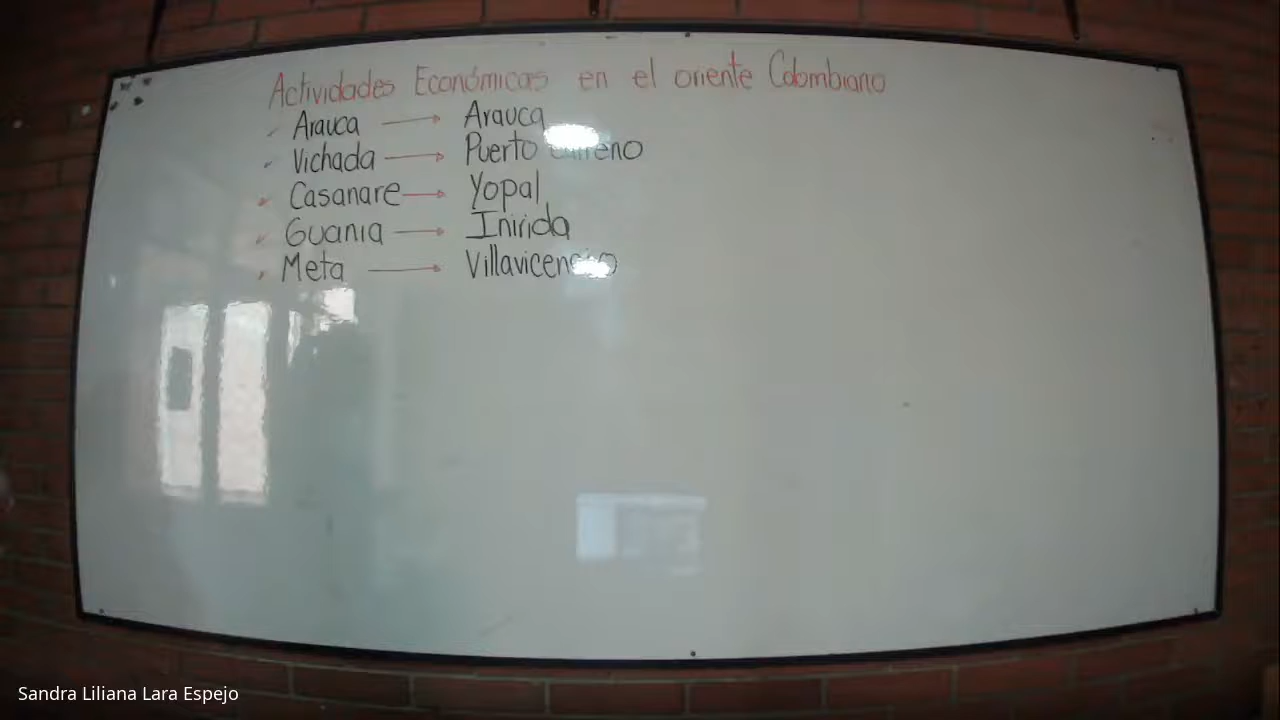 Actividades Económicas en el oriente Colombiano
Arauca → Arauca
Vichada → Puerto
Casanare → Yopal
Guania → Inirida
Meta → Villavicencio
Sandra Liliana Lara Espejo